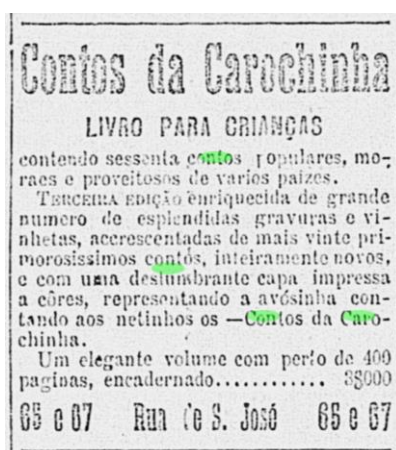 Contos da Carochinha
LIVRO PARA CRIANÇAS
contendo sessenta contos populares, mo-
raes e proveitosos de varios paizes.
TERCEIRA EDIÇÃO enriquecida de grande
numero de esplendidas gravuras e vi-
nhetas, accrescentadas de mais vinte pri-
morosissimos contos, inteiramente novos,
e com uma deslumbrante capa impressa
a côres, representando a avósinha con-
tando aos netinhos os —Contos da Caro-
chinha.
Um elegante volume com perto de 400
paginas, encadernado............ 3$000
65 e 67 Rua de S. José 65 e 67